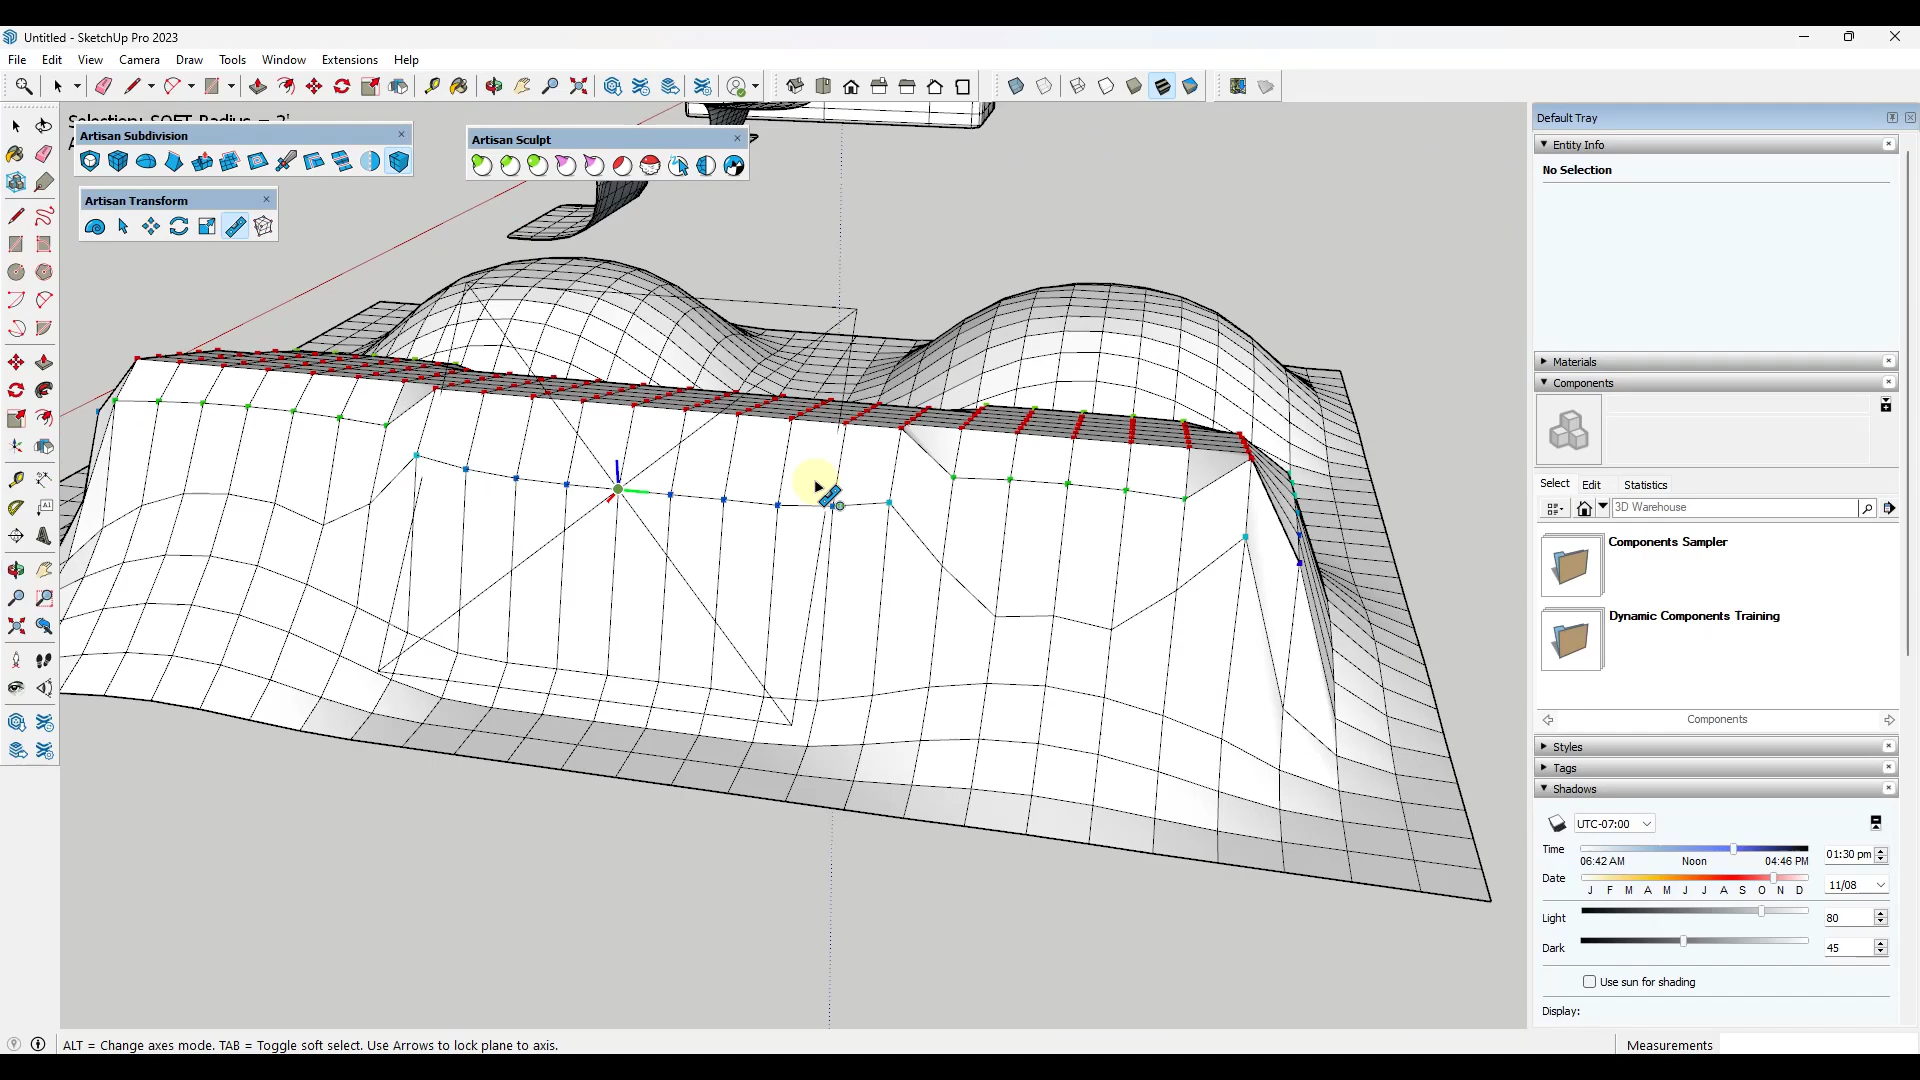 Untitled - SketchUp Pro 2023
File Edit View Camera Draw Tools Window Extensions Help
Selection: SOFT Radius = 2'
Artisan Subdivision
Artisan Sculpt
Artisan Transform
Default Tray
Entity Info
No Selection
Materials
Components
Select Edit Statistics
3D Warehouse
Components Sampler
Dynamic Components Training
Components
Styles
Tags
Shadows
UTC-07:00
Time
06:42 AM Noon 04:46 PM
01:30 pm
Date
J F M A M J J A S O N D
11/08
Light
80
Dark
45
Use sun for shading
Display:
ALT = Change axes mode. TAB = Toggle soft select. Use Arrows to lock plane to axis.
Measurements